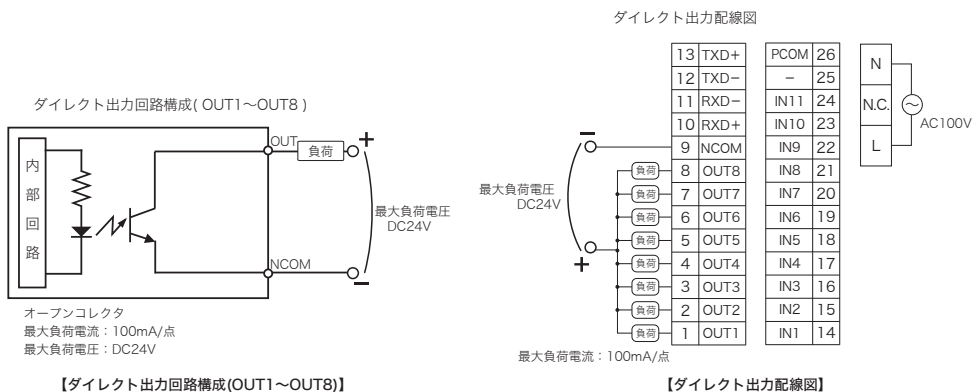 ダイレクト出力回路構成( OUT1〜OUT8 )
内部回路
OUT
負荷
+
最大負荷電圧
DC24V
NCOM
−
オープンコレクタ
最大負荷電流：100mA/点
最大負荷電圧：DC24V
【ダイレクト出力回路構成(OUT1〜OUT8)】
ダイレクト出力配線図
13 TXD+ PCOM 26
12 TXD− − 25
11 RXD− IN11 24
10 RXD+ IN10 23
9 NCOM IN9 22
負荷 8 OUT8 IN8 21
負荷 7 OUT7 IN7 20
負荷 6 OUT6 IN6 19
負荷 5 OUT5 IN5 18
負荷 4 OUT4 IN4 17
負荷 3 OUT3 IN3 16
負荷 2 OUT2 IN2 15
負荷 1 OUT1 IN1 14
−
最大負荷電圧
DC24V
+
最大負荷電流：100mA/点
N
N.C.
L
AC100V
【ダイレクト出力配線図】